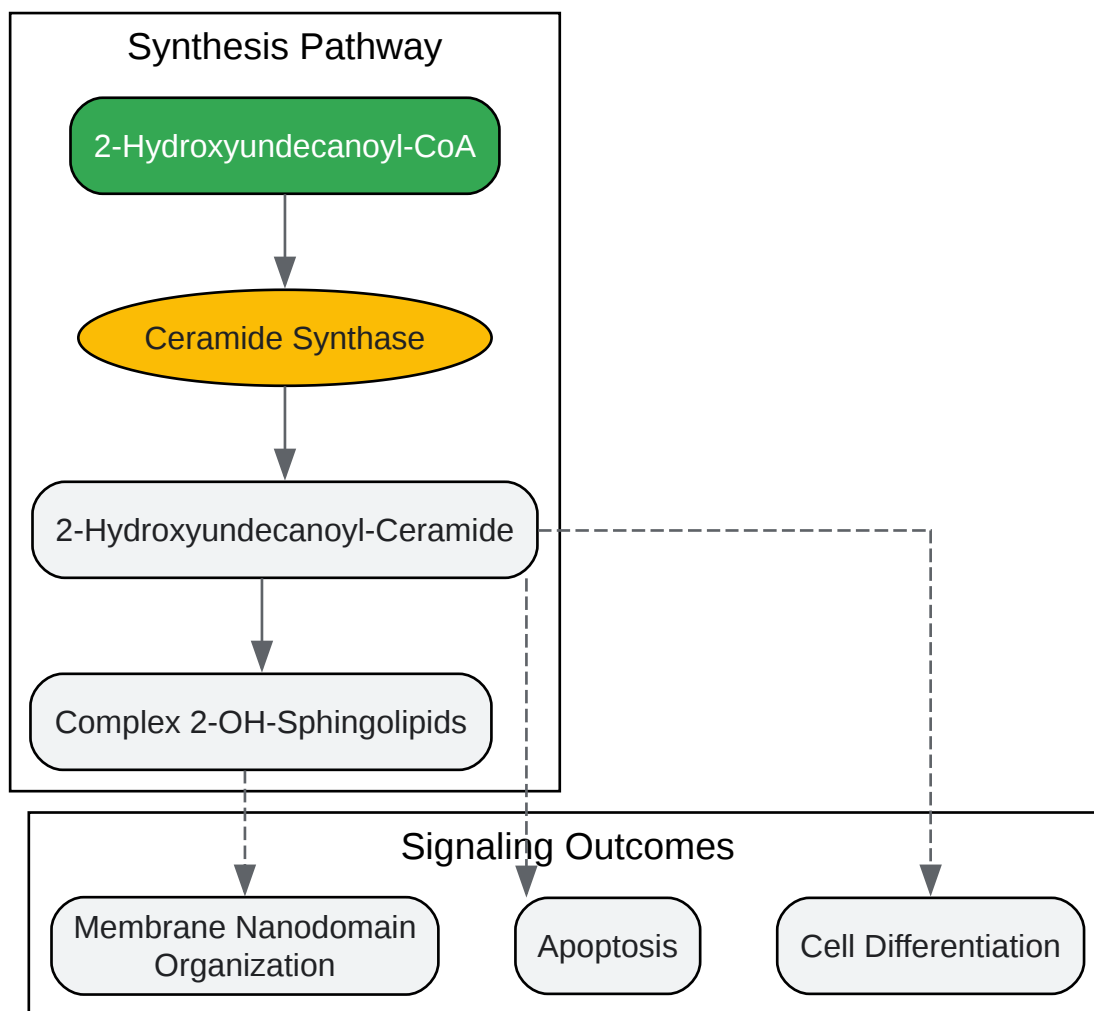 Synthesis Pathway
2-Hydroxyundecanoyl-CoA
Ceramide Synthase
2-Hydroxyundecanoyl-Ceramide
Complex 2-OH-Sphingolipids
Signaling Outcomes
Membrane Nanodomain
Organization
Apoptosis
Cell Differentiation